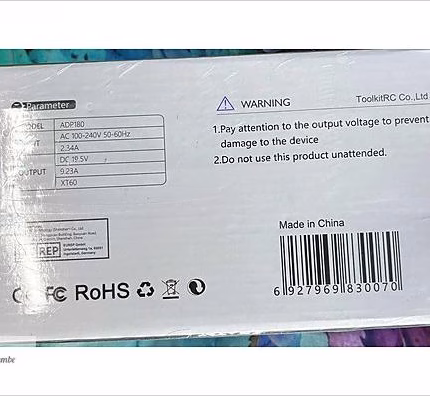 Parameter
ADP180
AC 100-240V 50-60Hz
2.34A
OUTPUT
DC 19.5V
9.23A
XT60
WARNING
ToolkitRC Co.,Ltd
1.Pay attention to the output voltage to prevent
damage to the device
2.Do not use this product unattended.
REP
Made in China
CE FC RoHS
6 927969 830070